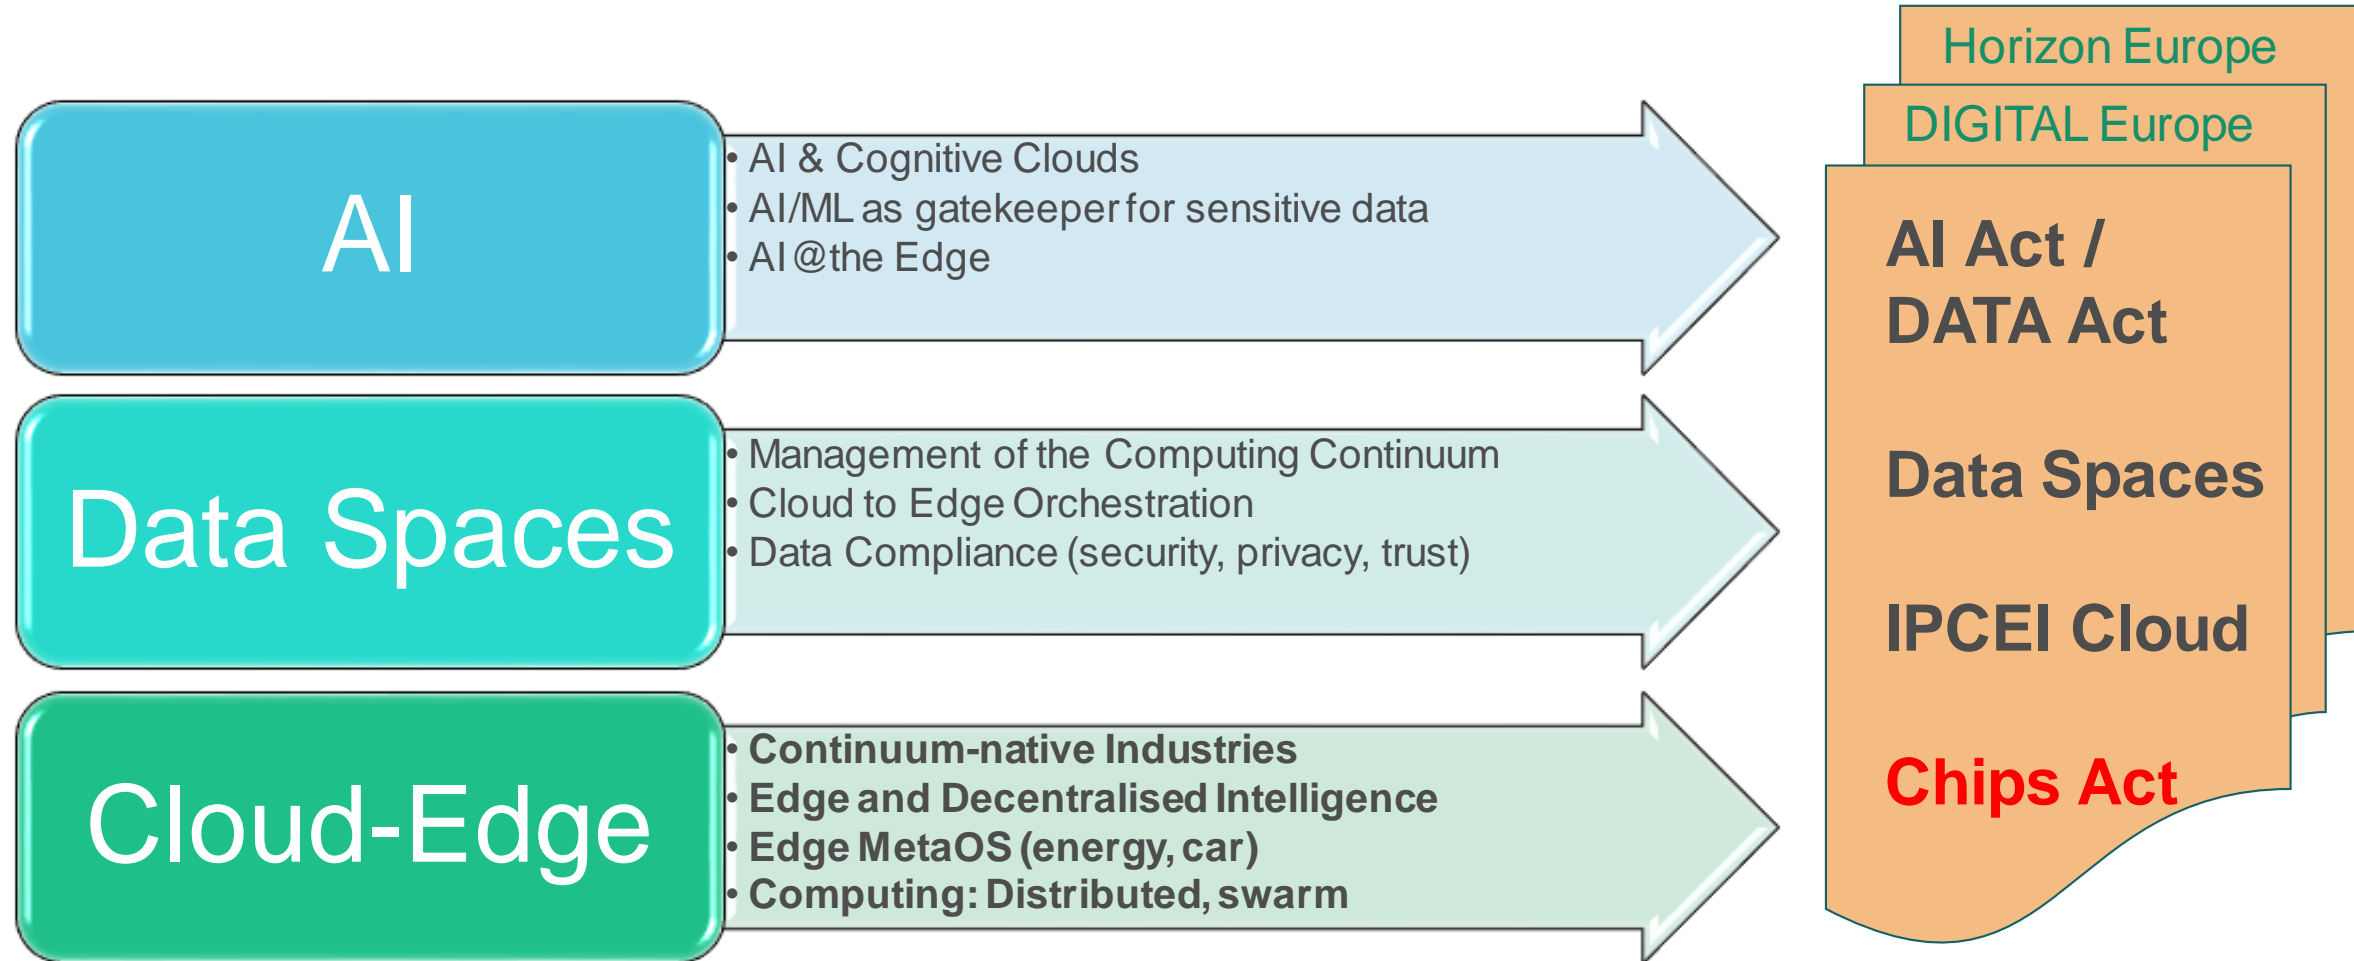 AI
• AI & Cognitive Clouds
• AI/ML as gatekeeper for sensitive data
• AI @the Edge
Data Spaces
• Management of the Computing Continuum
• Cloud to Edge Orchestration
• Data Compliance (security, privacy, trust)
Cloud-Edge
• Continuum-native Industries
• Edge and Decentralised Intelligence
• Edge MetaOS (energy, car)
• Computing: Distributed, swarm
Horizon Europe
DIGITAL Europe
AI Act /
DATA Act
Data Spaces
IPCEI Cloud
Chips Act